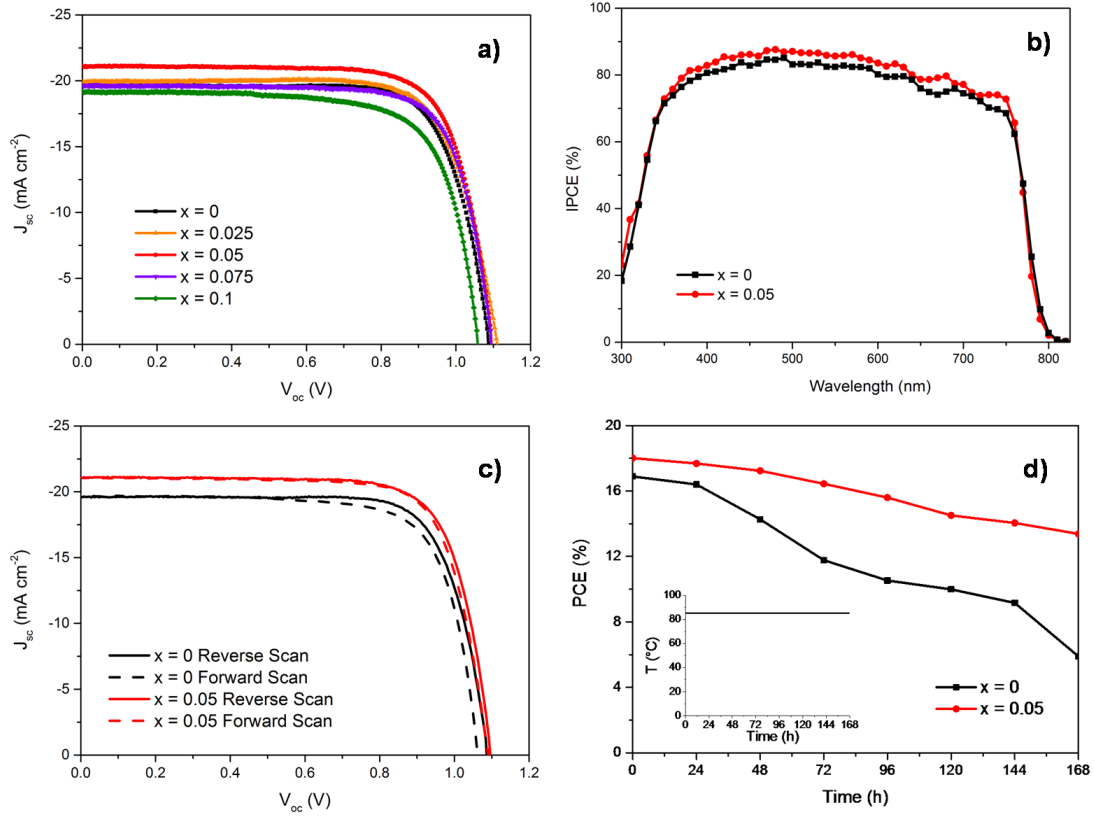 a)
-25
-20
-15
-10
-5
0
J_sc (mA cm⁻²)
x = 0
x = 0.025
x = 0.05
x = 0.075
x = 0.1
0.0 0.2 0.4 0.6 0.8 1.0 1.2
V_oc (V)
b)
100
80
60
40
20
0
IPCE (%)
x = 0
x = 0.05
300 400 500 600 700 800
Wavelength (nm)
c)
-25
-20
-15
-10
-5
0
J_sc (mA cm⁻²)
x = 0 Reverse Scan
x = 0 Forward Scan
x = 0.05 Reverse Scan
x = 0.05 Forward Scan
0.0 0.2 0.4 0.6 0.8 1.0 1.2
V_oc (V)
d)
20
16
12
8
4
0
PCE (%)
100
80
60
40
20
0
T (°C)
0 24 48 72 96 120 144 168
Time (h)
x = 0
x = 0.05
0 24 48 72 96 120 144 168
Time (h)